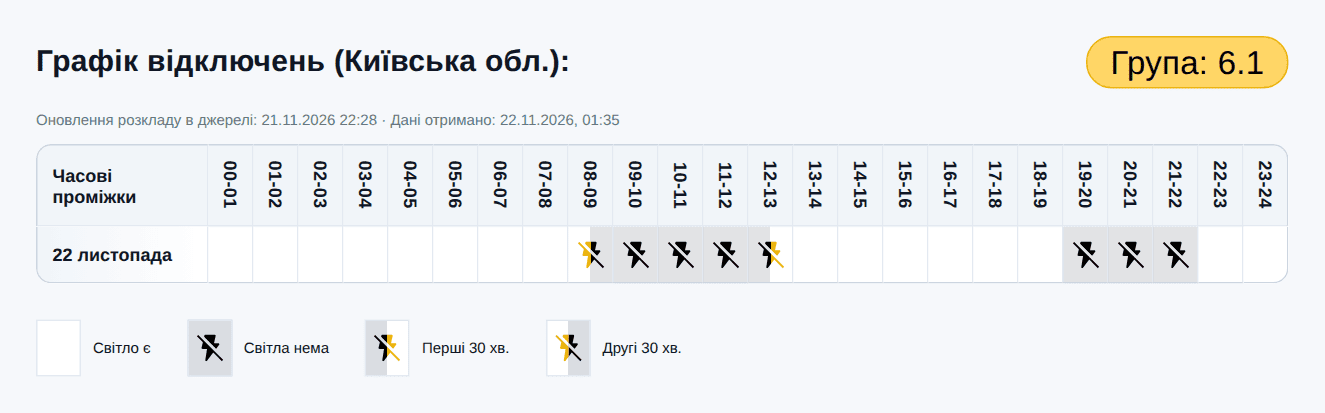 Графік відключень (Київська обл.):
Група: 6.1
Оновлення розкладу в джерелі: 21.11.2026 22:28 · Дані отримано: 22.11.2026, 01:35
Часові
проміжки
00-01
01-02
02-03
03-04
04-05
05-06
06-07
07-08
08-09
09-10
10-11
11-12
12-13
13-14
14-15
15-16
16-17
17-18
18-19
19-20
20-21
21-22
22-23
23-24
22 листопада
Світло є
Світла нема
Перші 30 хв.
Другі 30 хв.